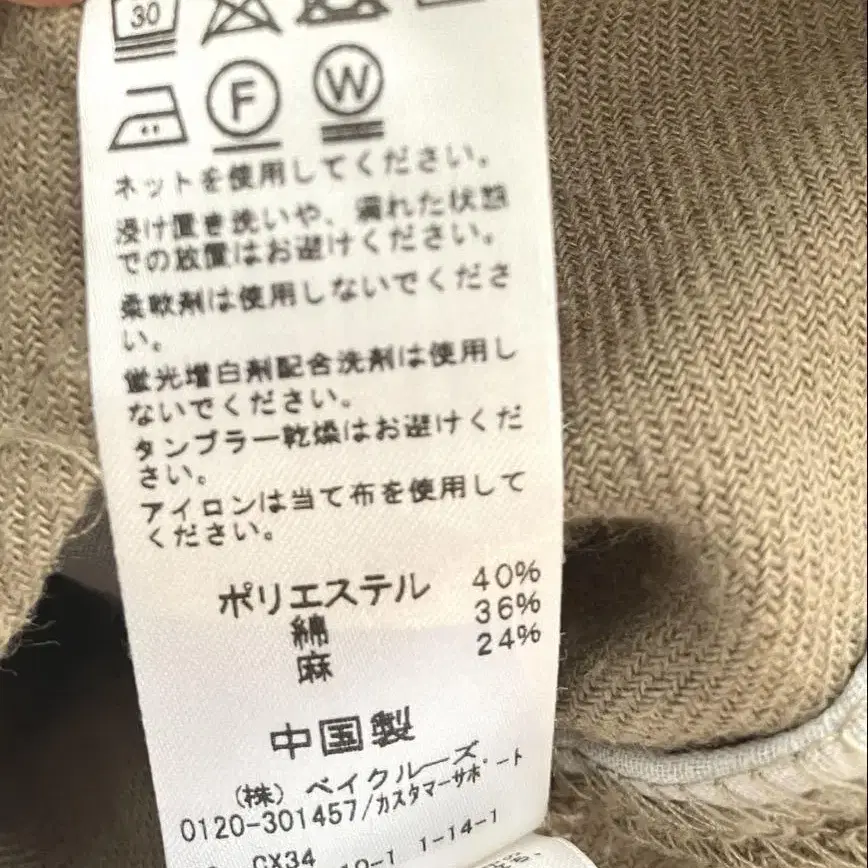 30
F W
ネットを使用してください。
浸け置き洗いや、濡れた状態
での放置はお避けください。
柔軟剤は使用しないでくださ
い。
蛍光増白剤配合洗剤は使用し
ないでください。
タンブラー乾燥はお避けくだ
さい。
アイロンは当て布を使用して
ください。
ポリエステル 40%
綿 36%
麻 24%
中国製
(株) ベイクルーズ
0120-301457/カスタマーサポート
CX34
10-1 1-14-1